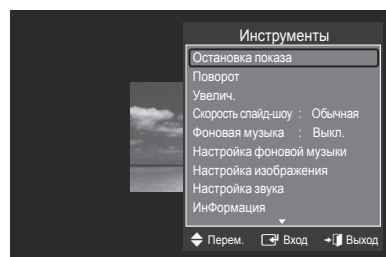 Инструменты
Остановка показа
Поворот
Увелич.
Скорость слайд-шоу : Обычная
Фоновая музыка : Выкл.
Настройка фоновой музыки
Настройка изображения
Настройка звука
ИнФормация
Перем. Вход Выход